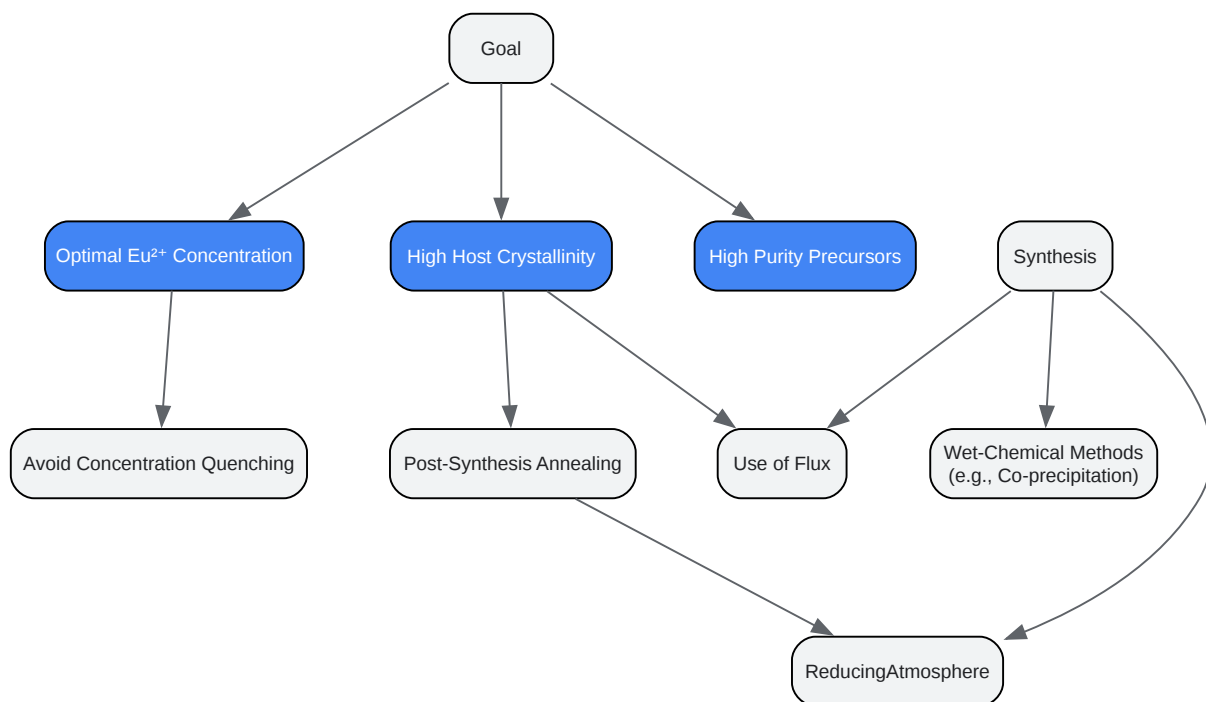 Goal
Optimal Eu²⁺ Concentration
High Host Crystallinity
High Purity Precursors
Synthesis
Avoid Concentration Quenching
Post-Synthesis Annealing
Use of Flux
Wet-Chemical Methods
(e.g., Co-precipitation)
ReducingAtmosphere